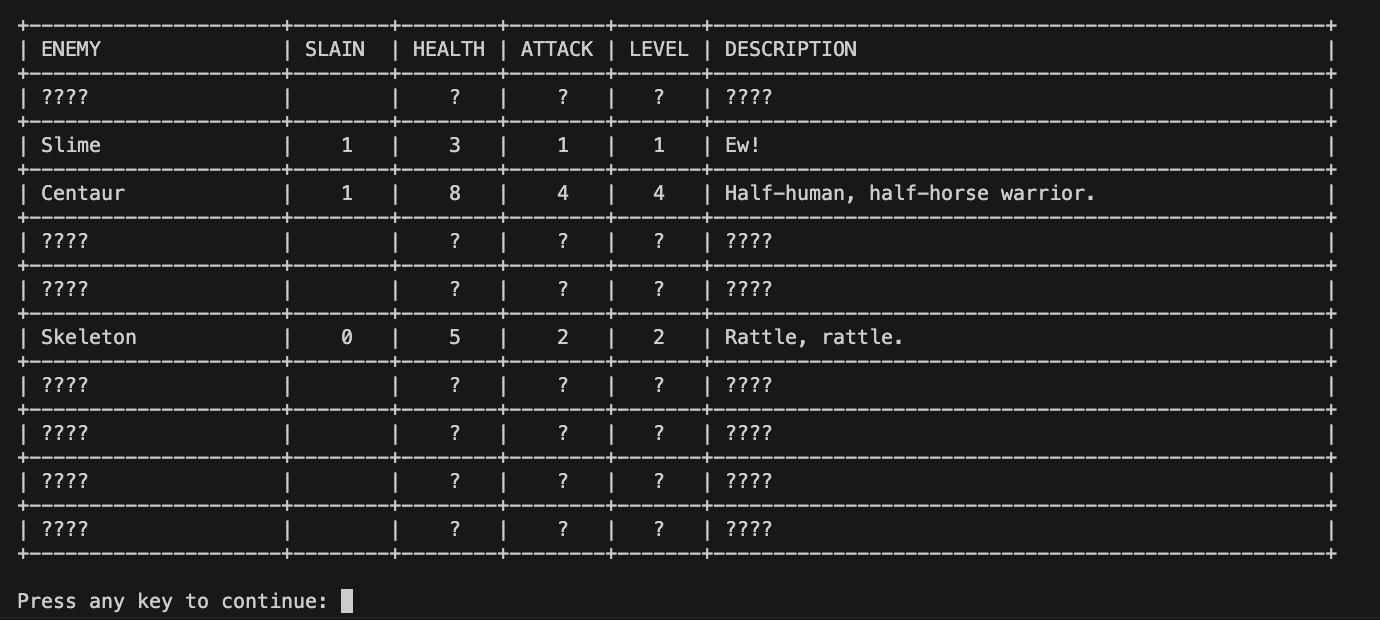 +---------------------+--------+--------+--------+-------+---------------------------------------------------+
| ENEMY               | SLAIN  | HEALTH | ATTACK | LEVEL | DESCRIPTION                                       |
+---------------------+--------+--------+--------+-------+---------------------------------------------------+
| ????                |        |    ?   |    ?   |   ?   | ????                                              |
+---------------------+--------+--------+--------+-------+---------------------------------------------------+
| Slime               |    1   |    3   |    1   |   1   | Ew!                                               |
+---------------------+--------+--------+--------+-------+---------------------------------------------------+
| Centaur             |    1   |    8   |    4   |   4   | Half-human, half-horse warrior.                   |
+---------------------+--------+--------+--------+-------+---------------------------------------------------+
| ????                |        |    ?   |    ?   |   ?   | ????                                              |
+---------------------+--------+--------+--------+-------+---------------------------------------------------+
| ????                |        |    ?   |    ?   |   ?   | ????                                              |
+---------------------+--------+--------+--------+-------+---------------------------------------------------+
| Skeleton            |    0   |    5   |    2   |   2   | Rattle, rattle.                                   |
+---------------------+--------+--------+--------+-------+---------------------------------------------------+
| ????                |        |    ?   |    ?   |   ?   | ????                                              |
+---------------------+--------+--------+--------+-------+---------------------------------------------------+
| ????                |        |    ?   |    ?   |   ?   | ????                                              |
+---------------------+--------+--------+--------+-------+---------------------------------------------------+
| ????                |        |    ?   |    ?   |   ?   | ????                                              |
+---------------------+--------+--------+--------+-------+---------------------------------------------------+
| ????                |        |    ?   |    ?   |   ?   | ????                                              |
+---------------------+--------+--------+--------+-------+---------------------------------------------------+
Press any key to continue: